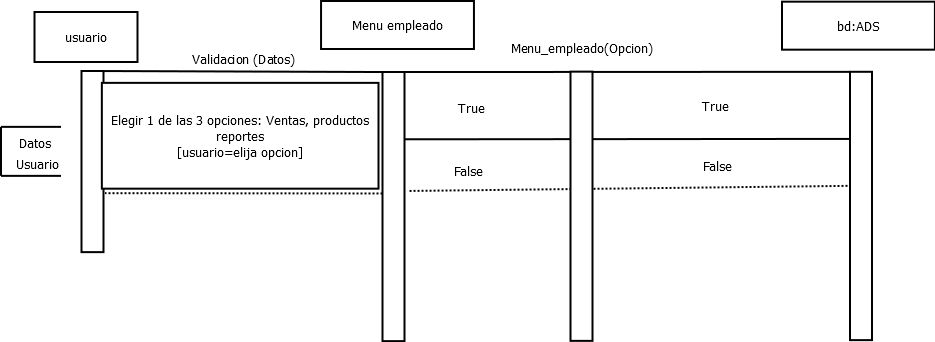 usuario
Menu empleado
bd:ADS
Validacion (Datos)
Menu_empleado(Opcion)
Elegir 1 de las 3 opciones: Ventas, productos
reportes
[usuario=elija opcion]
True
True
Datos
Usuario
False
False